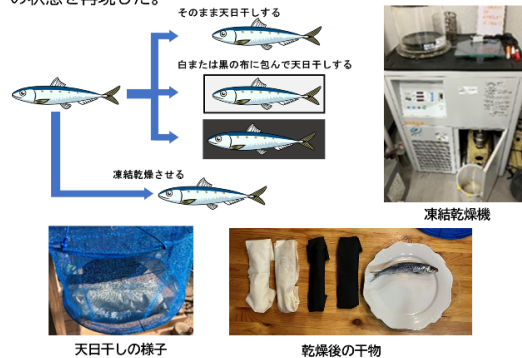 の状態を再現した。
そのまま天日干しする
白または黒の布に包んで天日干しする
凍結乾燥させる
凍結乾燥機
天日干しの様子
乾燥後の干物